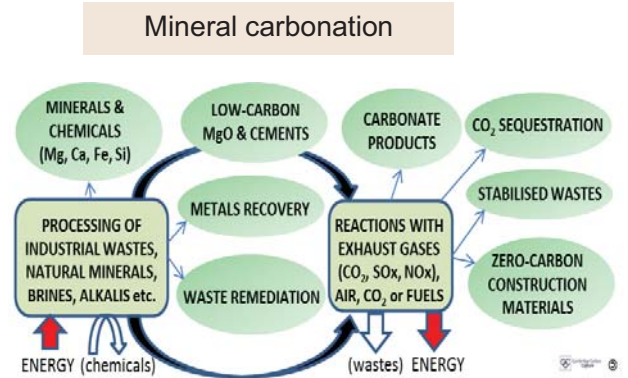 Mineral carbonation
MINERALS &
CHEMICALS
(Mg, Ca, Fe, Si)
LOW-CARBON
MgO & CEMENTS
CARBONATE
PRODUCTS
CO₂ SEQUESTRATION
STABILISED WASTES
ZERO-CARBON
CONSTRUCTION
MATERIALS
METALS RECOVERY
WASTE REMEDIATION
PROCESSING OF
INDUSTRIAL WASTES,
NATURAL MINERALS,
BRINES, ALKALIS etc.
REACTIONS WITH
EXHAUST GASES
(CO₂, SOx, NOx),
AIR, CO₂ or FUELS
ENERGY (chemicals)
(wastes) ENERGY